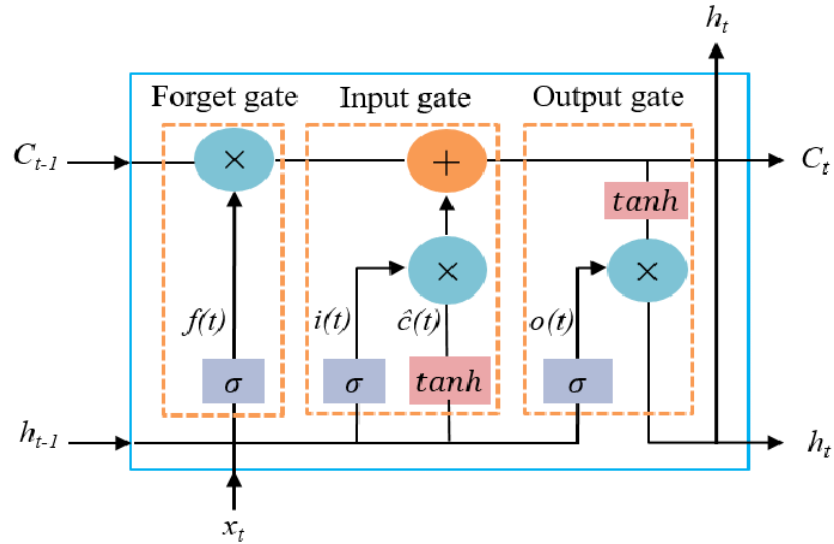 h_t
Forget gate Input gate Output gate
C_{t-1} × + C_t
tanh
× ×
f(t) i(t) ĉ(t) o(t)
σ σ tanh σ
h_{t-1} h_t
x_t